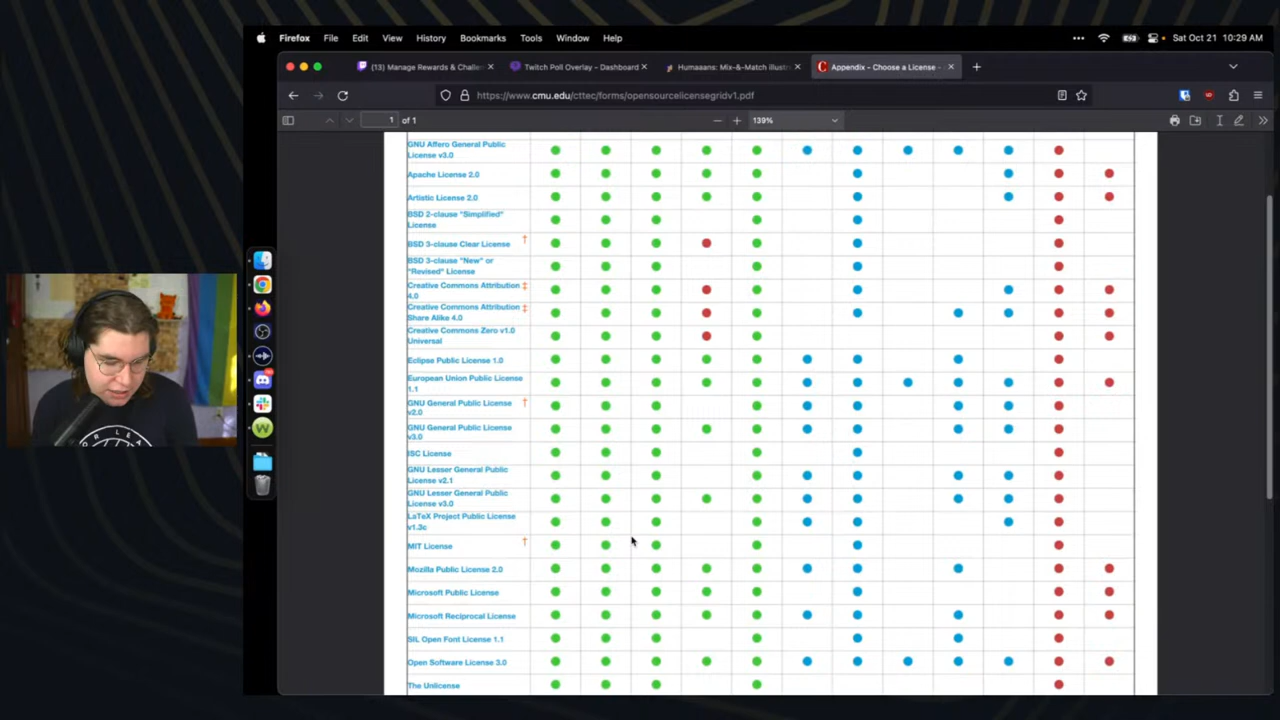 Firefox File Edit View History Bookmarks Tools Window Help
Sat Oct 21 10:29 AM
(13) Manage Rewards & Challe
Twitch Poll Overlay - Dashboard
Humaaans: Mix-&-Match illustr
Appendix - Choose a License -
https://www.cmu.edu/cttec/forms/opensourcelicensegridv1.pdf
1 of 1
139%
GNU Affero General Public
License v3.0
Apache License 2.0
Artistic License 2.0
BSD 2-clause "Simplified"
License
BSD 3-clause Clear License †
BSD 3-clause "New" or
"Revised" License
Creative Commons Attribution ‡
4.0
Creative Commons Attribution ‡
Share Alike 4.0
Creative Commons Zero v1.0
Universal
Eclipse Public License 1.0
European Union Public License
1.1
GNU General Public License †
v2.0
GNU General Public License
v3.0
ISC License
GNU Lesser General Public
License v2.1
GNU Lesser General Public
License v3.0
LaTeX Project Public License
v1.3c
MIT License †
Mozilla Public License 2.0
Microsoft Public License
Microsoft Reciprocal License
SIL Open Font License 1.1
Open Software License 3.0
The Unlicense